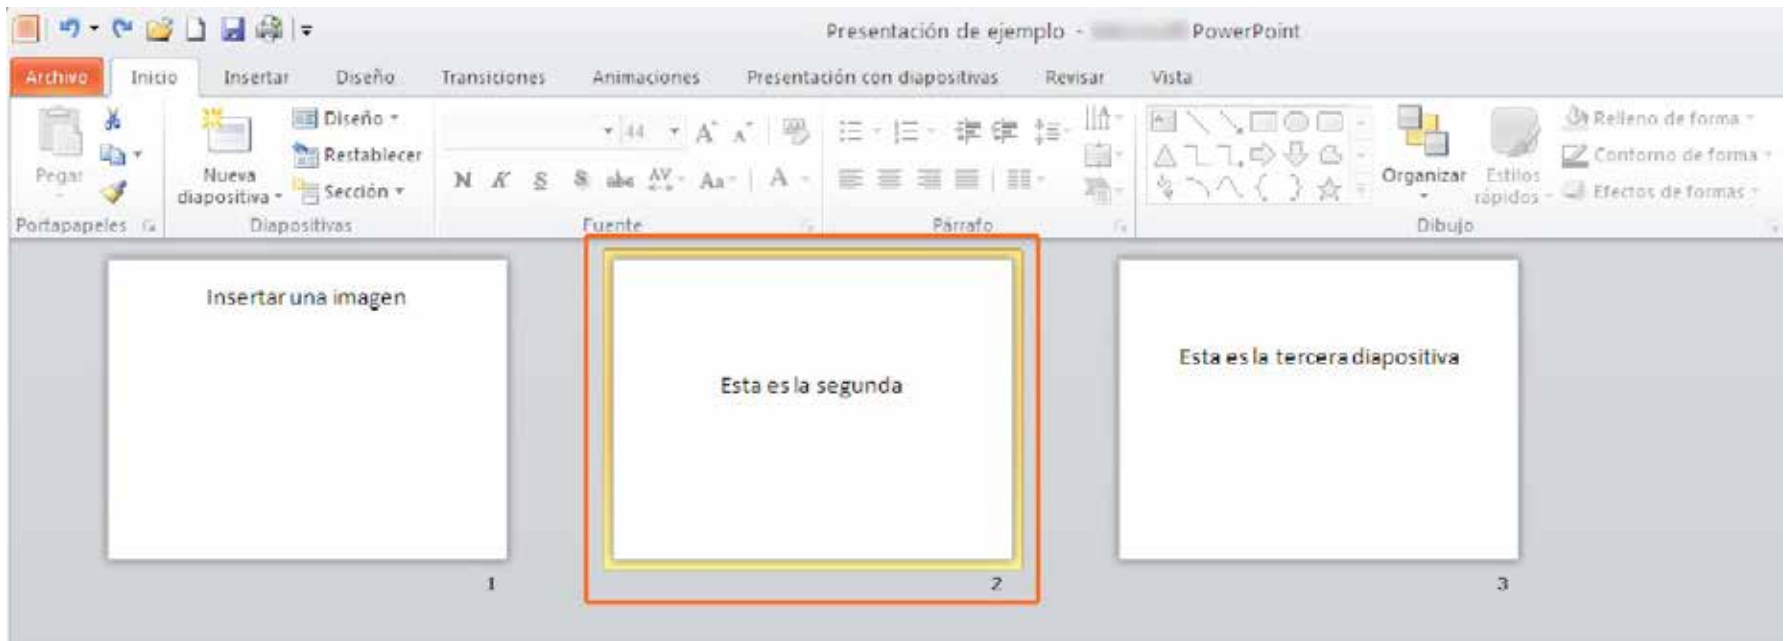 Presentación de ejemplo - PowerPoint
Archivo Inicio Insertar Diseño Transiciones Animaciones Presentación con diapositivas Revisar Vista
Pegar
Portapapeles
Nueva diapositiva
Diseño
Restablecer
Sección
Diapositivas
44 A A
N K S S abc AV Aa A
Fuente
Párrafo
Organizar
Estilos rápidos
Relleno de forma
Contorno de forma
Efectos de formas
Dibujo
Insertar una imagen
1
Esta es la segunda
2
Esta es la tercera diapositiva
3